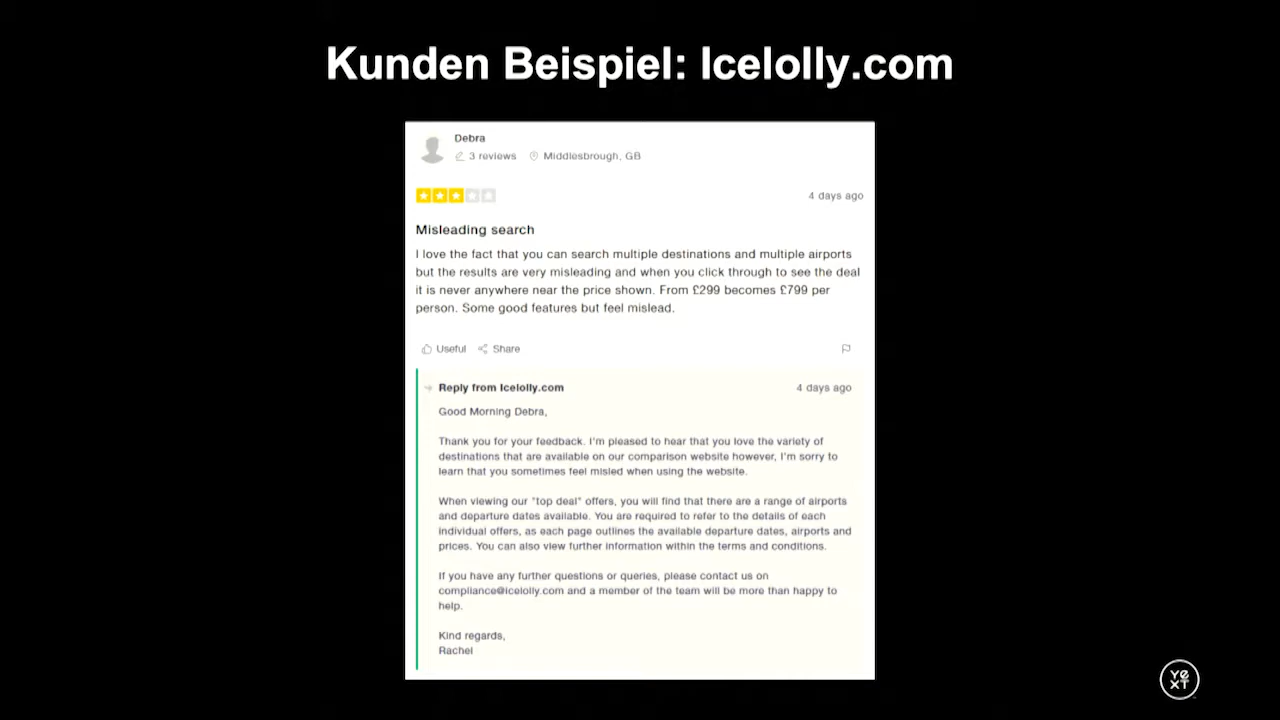 Kunden Beispiel: Icelolly.com
Debra
3 reviews Middlesbrough, GB
4 days ago
Misleading search
I love the fact that you can search multiple destinations and multiple airports
but the results are very misleading and when you click through to see the deal
it is never anywhere near the price shown. From £299 becomes £799 per
person. Some good features but feel mislead.
Useful Share
Reply from Icelolly.com 4 days ago
Good Morning Debra,
Thank you for your feedback. I'm pleased to hear that you love the variety of
destinations that are available on our comparison website however, I'm sorry to
learn that you sometimes feel misled when using the website.
When viewing our "top deal" offers, you will find that there are a range of airports
and departure dates available. You are required to refer to the details of each
individual offers, as each page outlines the available departure dates, airports and
prices. You can also view further information within the terms and conditions.
If you have any further questions or queries, please contact us on
compliance@icelolly.com and a member of the team will be more than happy to
help.
Kind regards,
Rachel
yext